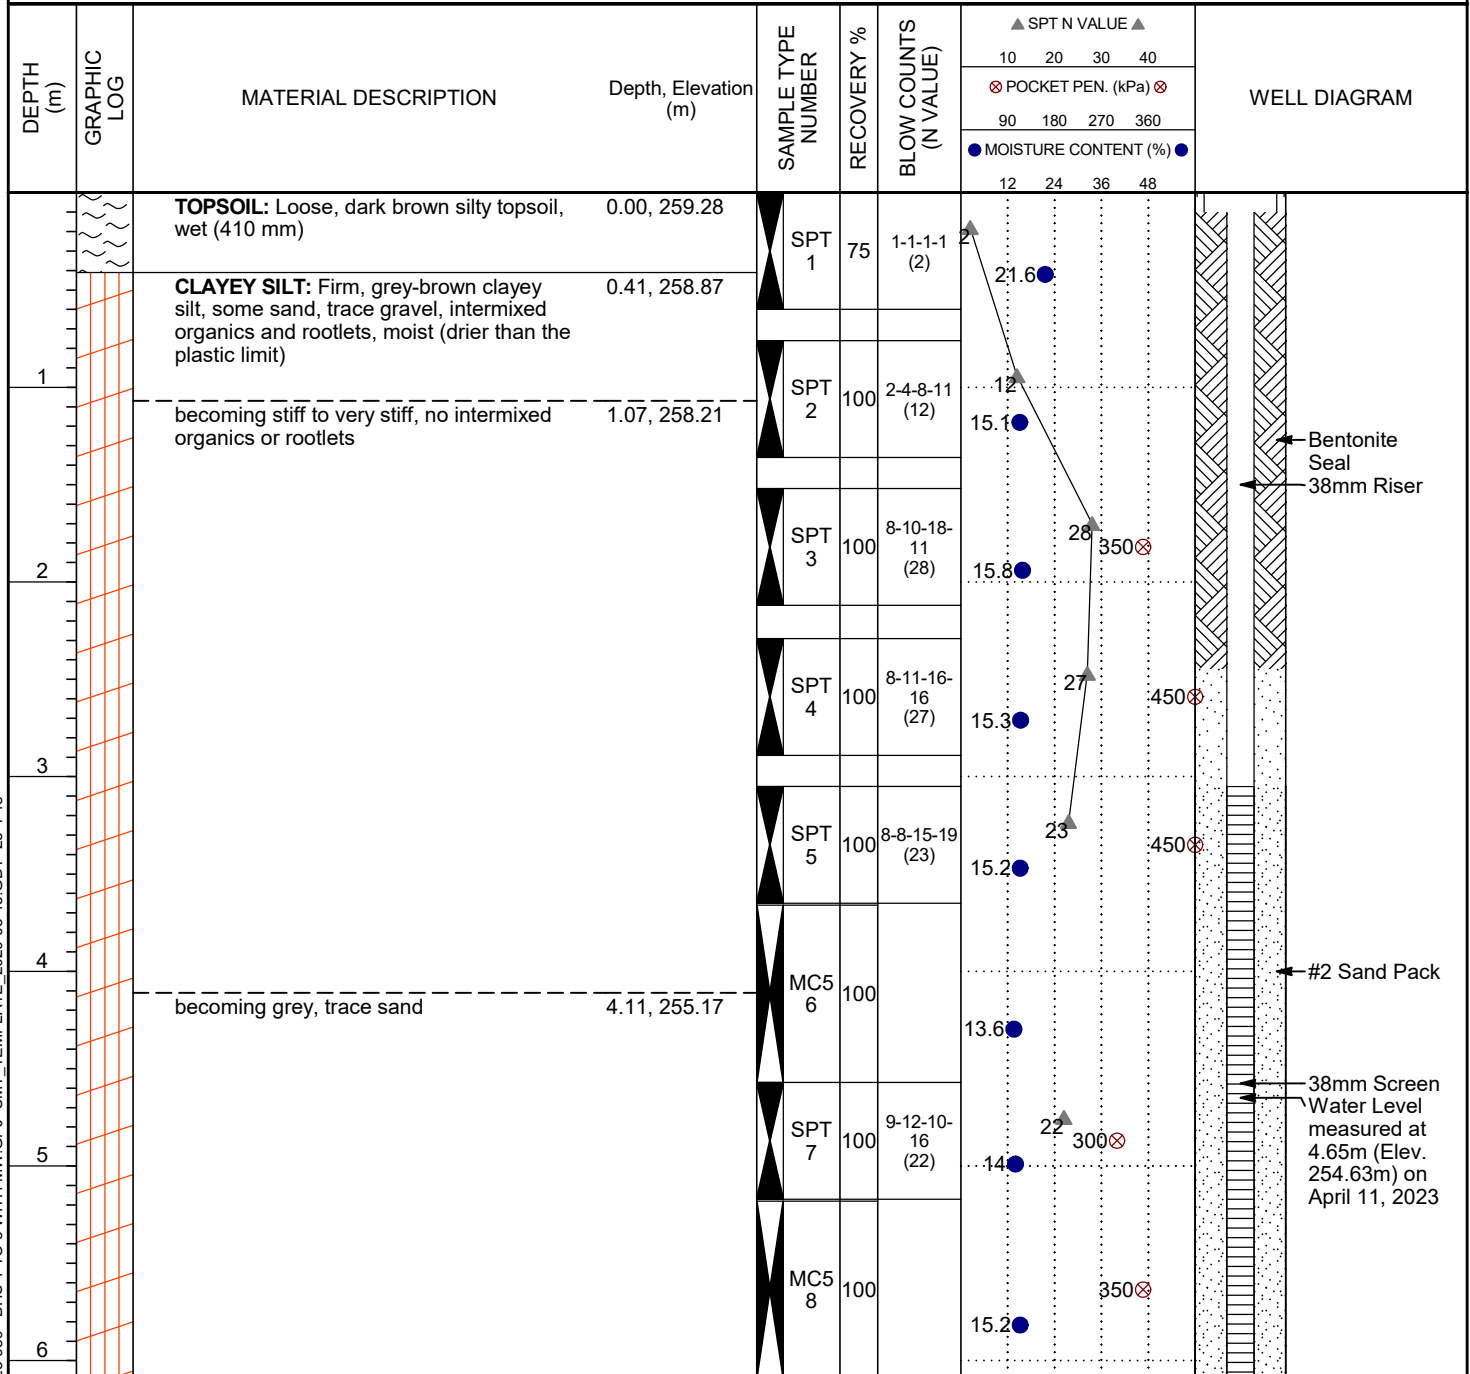 DEPTH (m)
GRAPHIC LOG
MATERIAL DESCRIPTION
Depth, Elevation (m)
SAMPLE TYPE NUMBER
RECOVERY %
BLOW COUNTS (N VALUE)
SPT N VALUE
10 20 30 40
POCKET PEN. (kPa)
90 180 270 360
MOISTURE CONTENT (%)
12 24 36 48
WELL DIAGRAM
TOPSOIL: Loose, dark brown silty topsoil, 0.00, 259.28
wet (410 mm)
SPT 1
75
1-1-1-1
(2)
2
21.6
CLAYEY SILT: Firm, grey-brown clayey 0.41, 258.87
silt, some sand, trace gravel, intermixed
organics and rootlets, moist (drier than the
plastic limit)
1
SPT 2
100
2-4-8-11
(12)
12
15.1
becoming stiff to very stiff, no intermixed 1.07, 258.21
organics or rootlets
Bentonite
Seal
38mm Riser
SPT 3
100
8-10-18-
11
(28)
28
350
15.8
2
SPT 4
100
8-11-16-
16
(27)
27
450
15.3
3
SPT 5
100
8-8-15-19
(23)
23
450
15.2
4
MC5 6
100
#2 Sand Pack
becoming grey, trace sand 4.11, 255.17
13.6
38mm Screen
Water Level
measured at
4.65m (Elev.
254.63m) on
April 11, 2023
SPT 7
100
9-12-10-
16
(22)
22
300
14
5
MC5 8
100
350
15.2
6